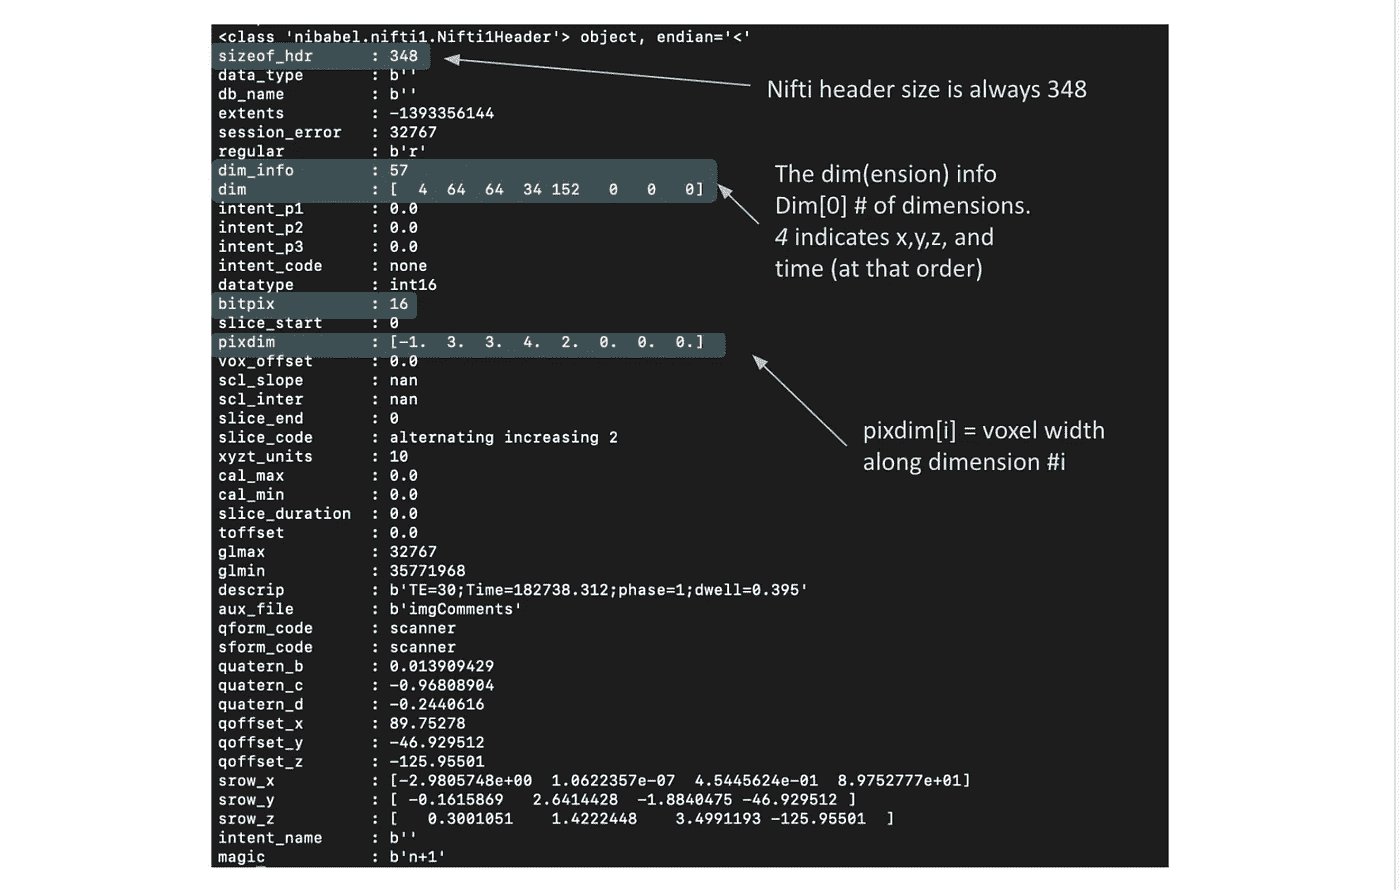 <class 'nibabel.nifti1.Nifti1Header'> object, endian='<'
sizeof_hdr : 348
data_type : b''
db_name : b''
extents : -1393356144
session_error : 32767
regular : b'r'
dim_info : 57
dim : [ 4 64 64 34 152 0 0 0]
intent_p1 : 0.0
intent_p2 : 0.0
intent_p3 : 0.0
intent_code : none
datatype : int16
bitpix : 16
slice_start : 0
pixdim : [-1. 3. 3. 4. 2. 0. 0. 0.]
vox_offset : 0.0
scl_slope : nan
scl_inter : nan
slice_end : 0
slice_code : alternating increasing 2
xyzt_units : 10
cal_max : 0.0
cal_min : 0.0
slice_duration : 0.0
toffset : 0.0
glmax : 32767
glmin : 35771968
descrip : b'TE=30;Time=182738.312;phase=1;dwell=0.395'
aux_file : b'imgComments'
qform_code : scanner
sform_code : scanner
quatern_b : 0.013909429
quatern_c : -0.96808904
quatern_d : -0.2440616
qoffset_x : 89.75278
qoffset_y : -46.929512
qoffset_z : -125.95501
srow_x : [-2.9805748e+00 1.0622357e-07 4.5445624e-01 8.9752777e+01]
srow_y : [ -0.1615869 2.6414428 -1.8840475 -46.929512 ]
srow_z : [ 0.3001051 1.4222448 3.4991193 -125.95501 ]
intent_name : b''
magic : b'n+1'
Nifti header size is always 348
The dim(ension) info
Dim[0] # of dimensions.
4 indicates x,y,z, and
time (at that order)
pixdim[i] = voxel width
along dimension #i